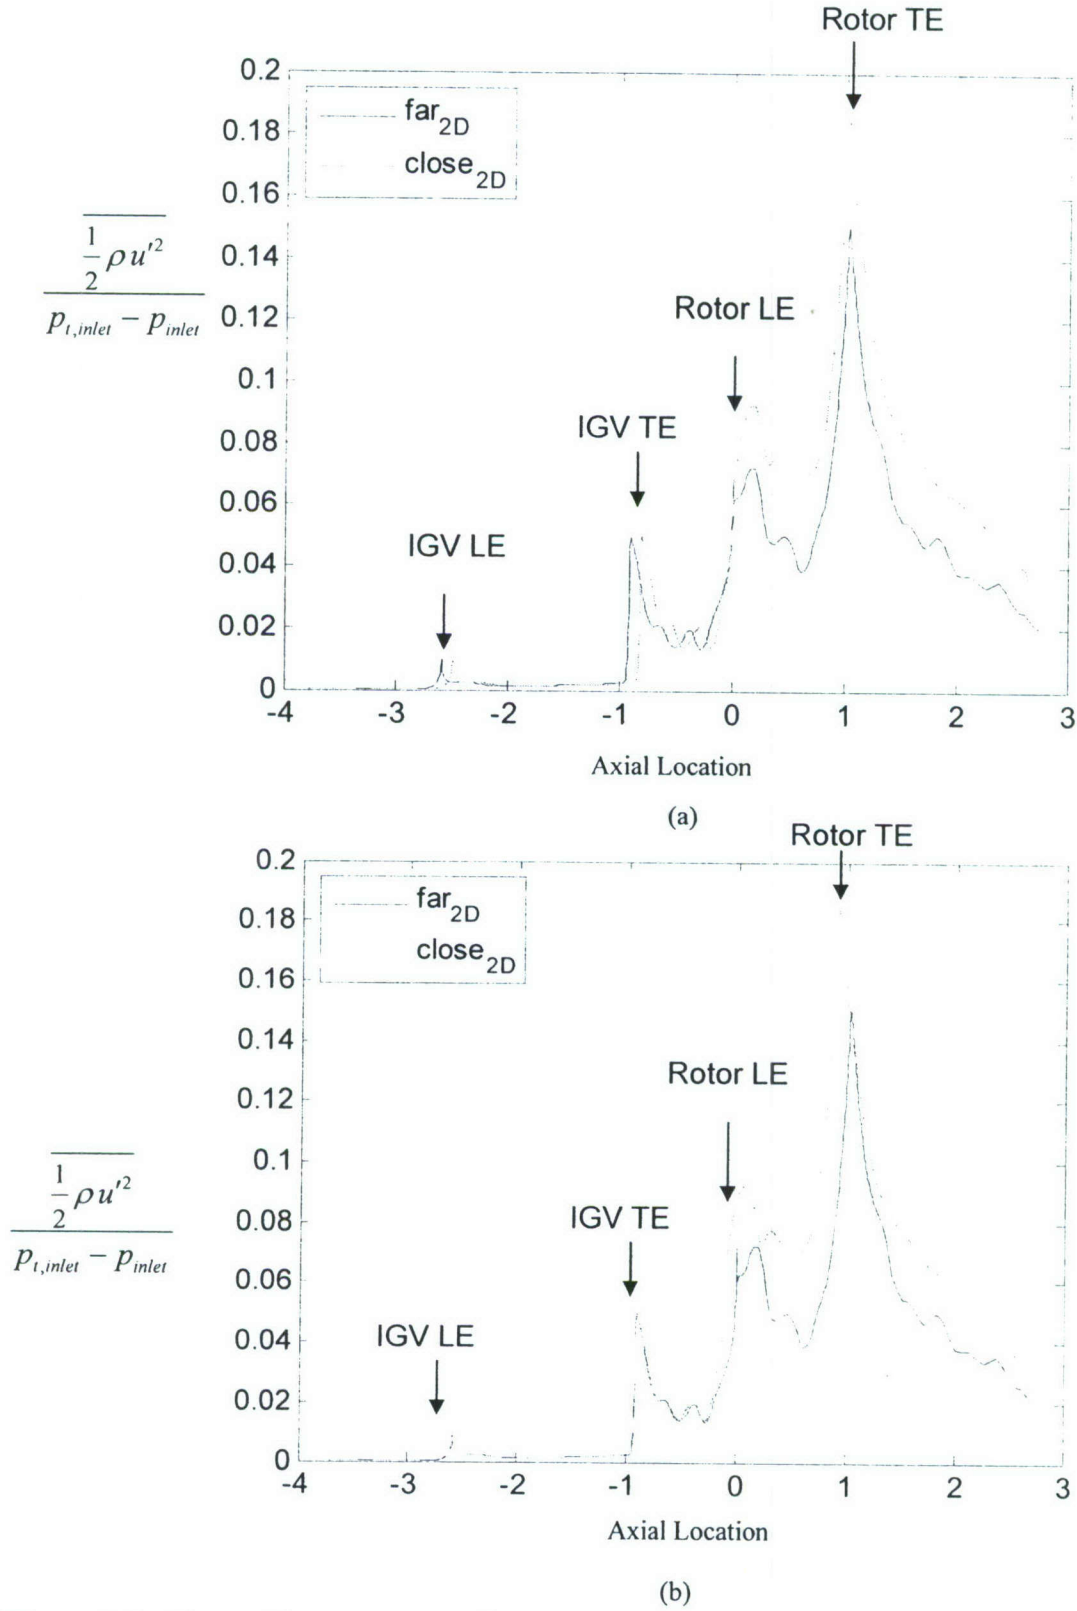 Rotor TE
0.2
far2D
0.18
close2D
0.16
0.14
1/2 ρu′²
pt,inlet − pinlet
0.12
Rotor LE
0.1
IGV TE
0.08
0.06
IGV LE
0.04
0.02
0
-4 -3 -2 -1 0 1 2 3
Axial Location
(a)
Rotor TE
0.2
far2D
0.18
close2D
0.16
0.14
Rotor LE
0.12
0.1
1/2 ρu′²
pt,inlet − pinlet
IGV TE
0.08
0.06
IGV LE
0.04
0.02
0
-4 -3 -2 -1 0 1 2 3
Axial Location
(b)